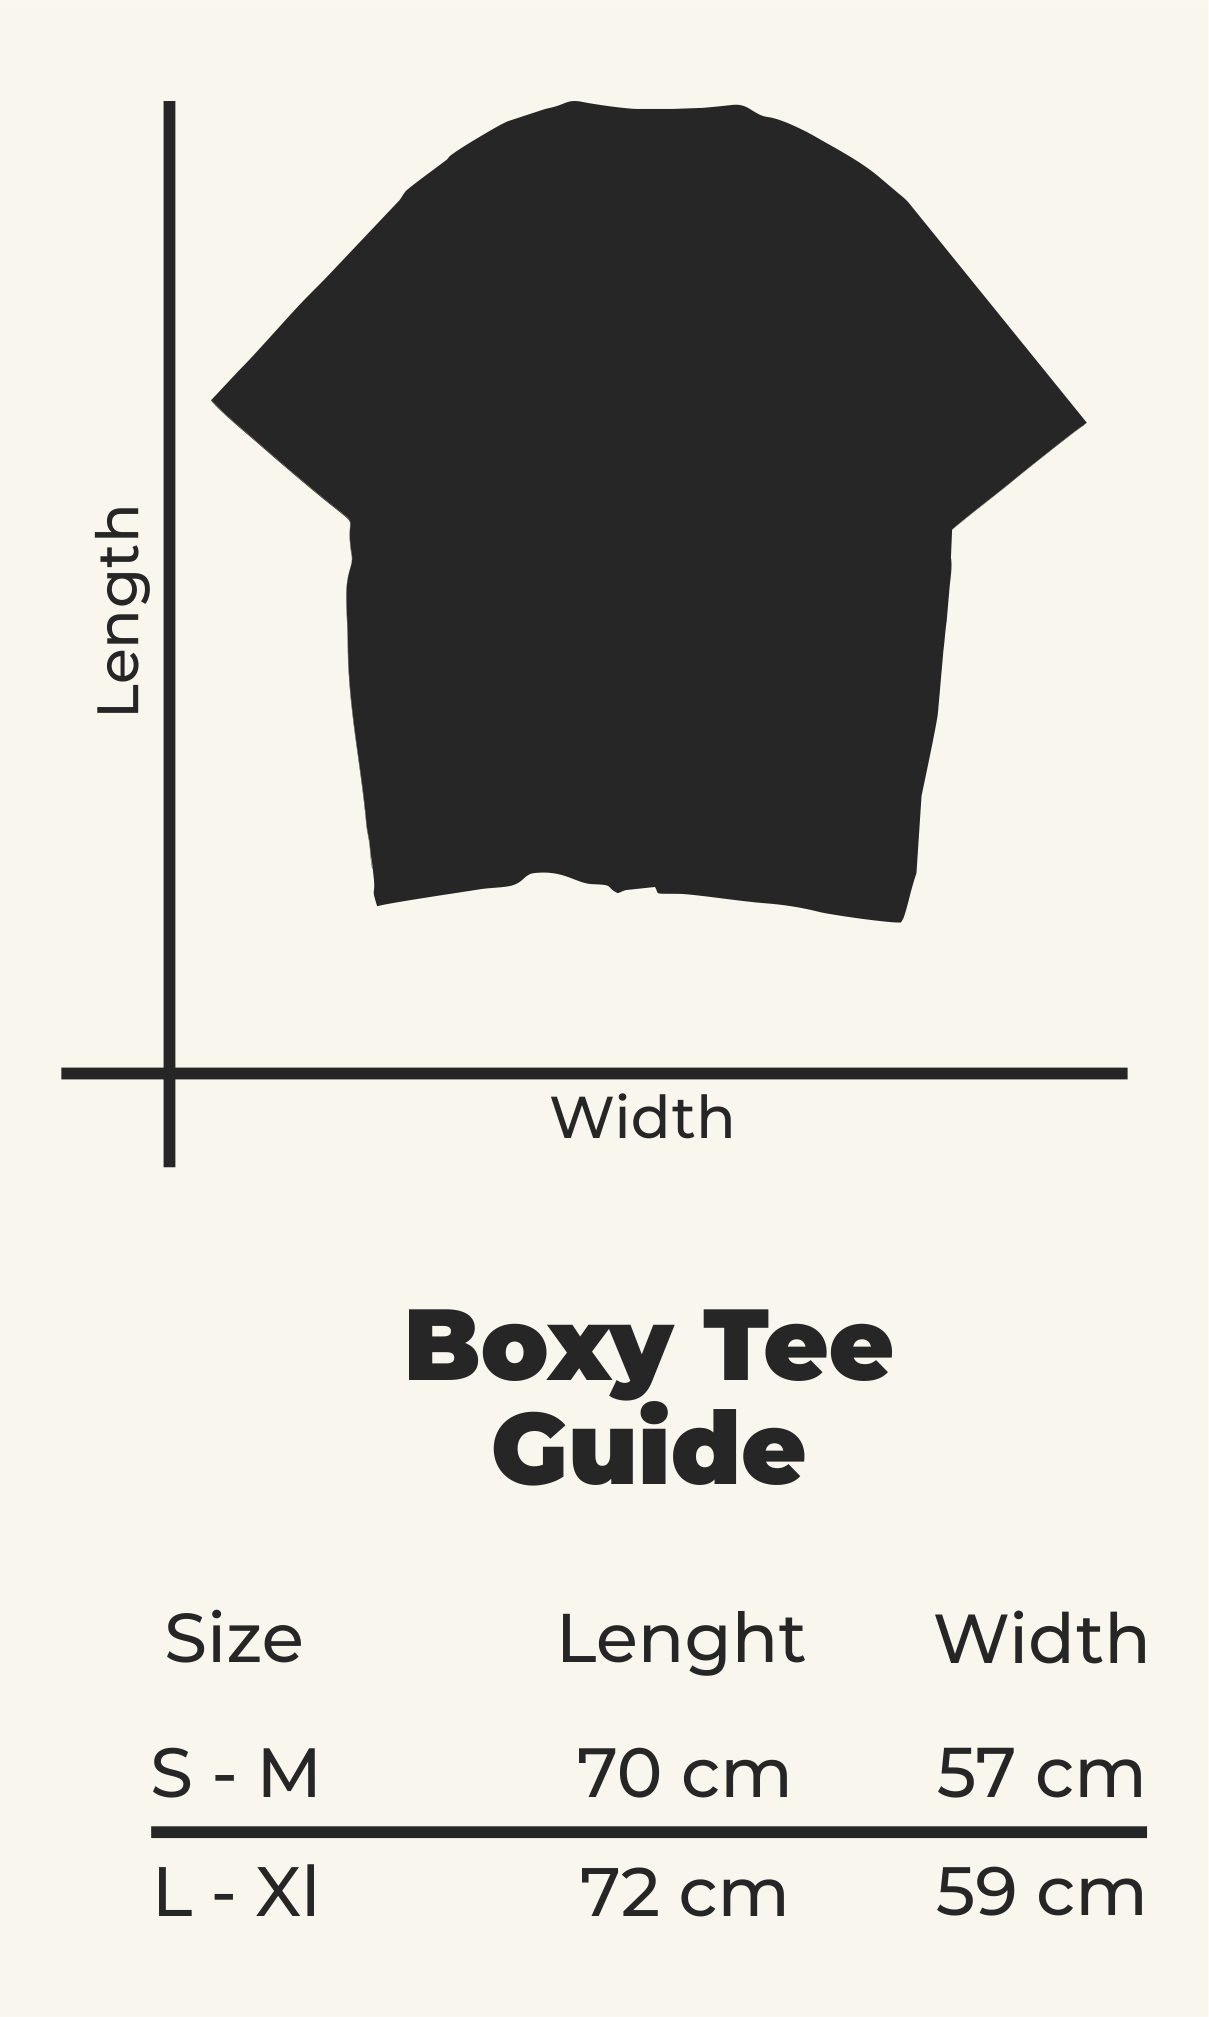 Length
Width
Boxy Tee
Guide
Size Lenght Width
S - M 70 cm 57 cm
L - Xl 72 cm 59 cm